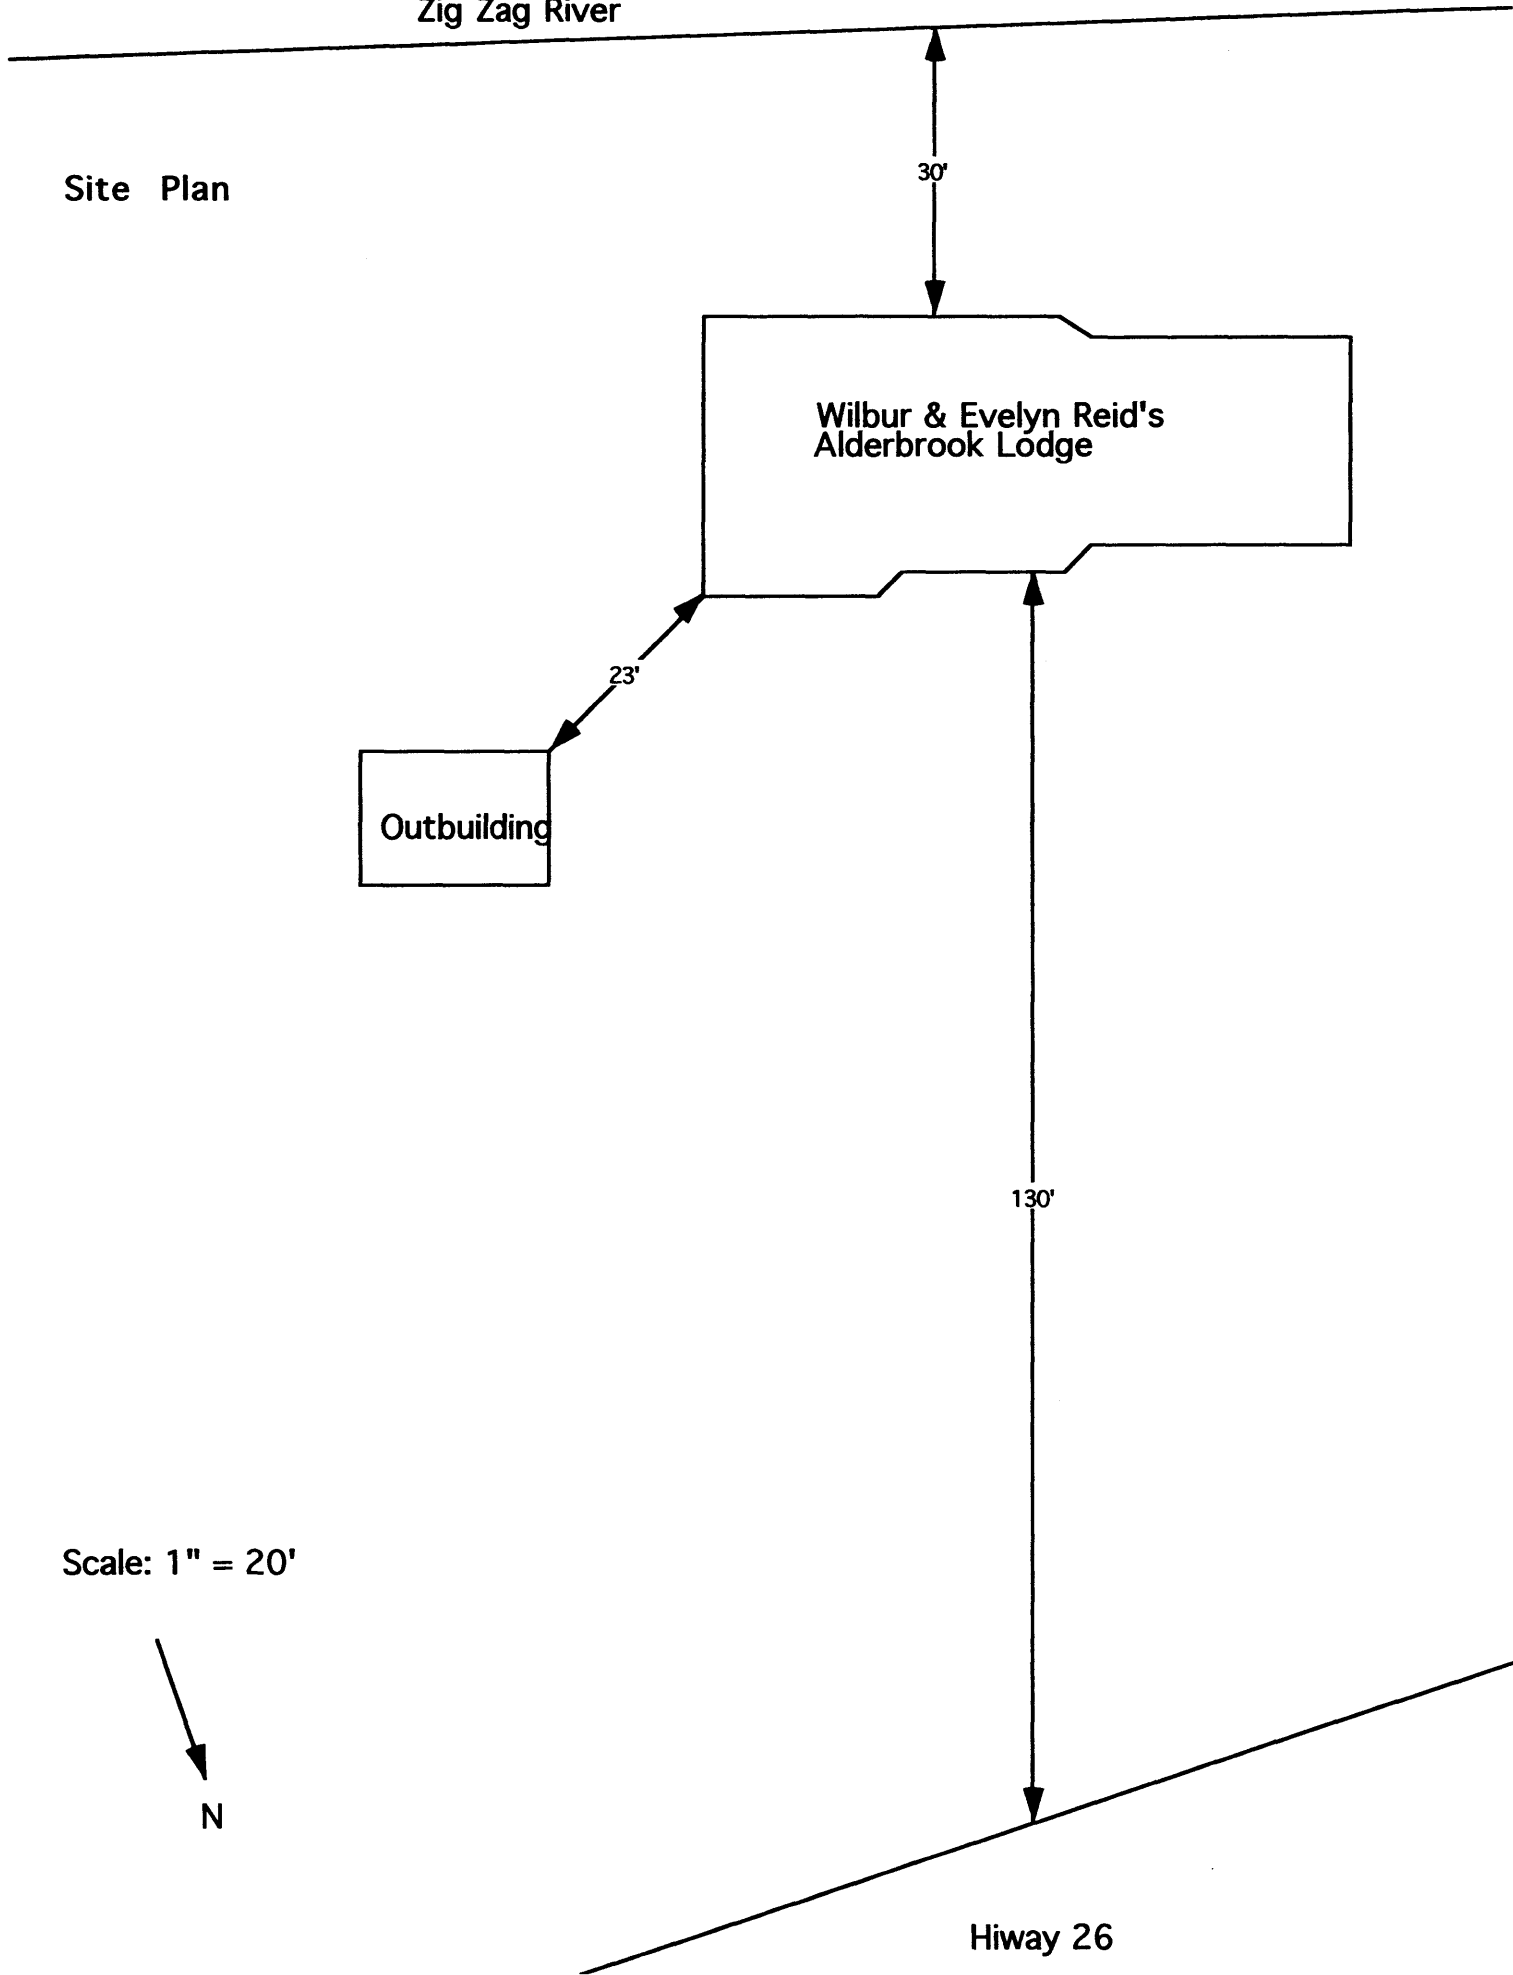 Zig Zag River
30'
Site Plan
Wilbur & Evelyn Reid's
Alderbrook Lodge
23'
Outbuilding
130'
Scale: 1" = 20'
N
Hiway 26